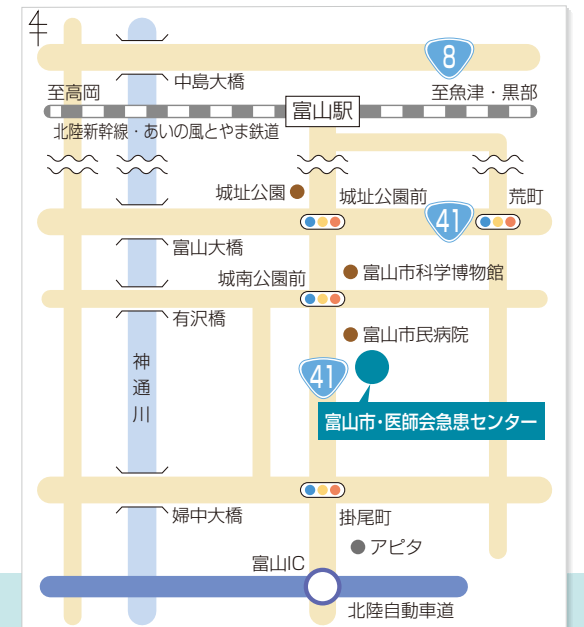 8
中島大橋
至高岡
至魚津・黒部
富山駅
北陸新幹線・あいの風とやま鉄道
城址公園
城址公園前
荒町
41
富山大橋
富山市科学博物館
城南公園前
有沢橋
富山市民病院
神通川
41
富山市・医師会急患センター
婦中大橋
掛尾町
アピタ
富山IC
北陸自動車道